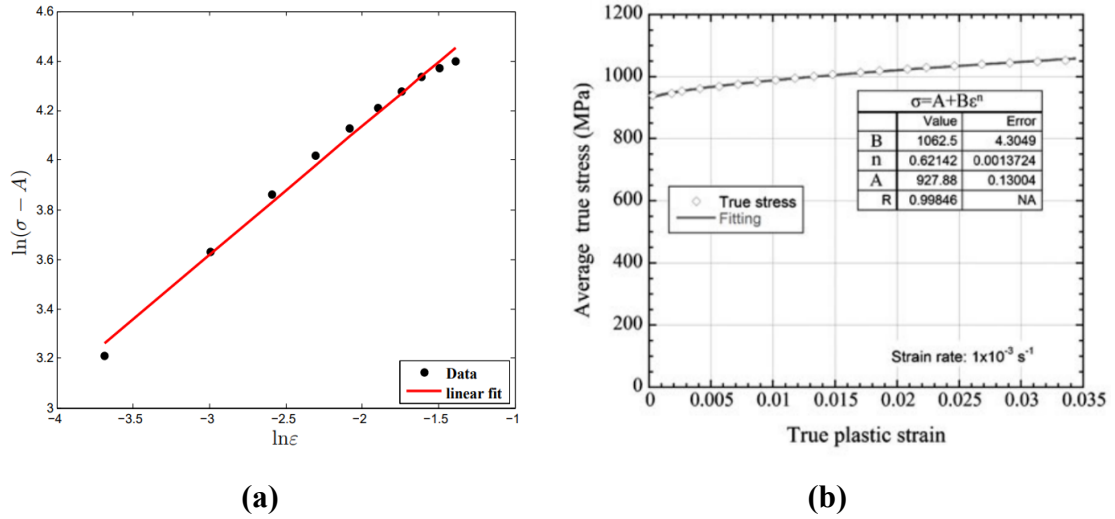 4.6
4.4
4.2
4
3.8
3.6
3.4
3.2
3
ln(σ − A)
Data
linear fit
−4 −3.5 −3 −2.5 −2 −1.5 −1
lnε
(a)
1200
1000
800
600
400
200
0
Average true stress (MPa)
σ=A+Bεⁿ
Value Error
B 1062.5 4.3049
n 0.62142 0.0013724
A 927.88 0.13004
R 0.99846 NA
True stress
Fitting
Strain rate: 1x10⁻³ s⁻¹
0 0.005 0.01 0.015 0.02 0.025 0.03 0.035
True plastic strain
(b)